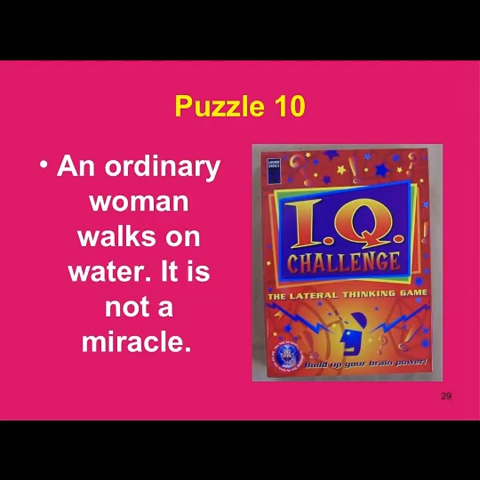 Puzzle 10
• An ordinary
woman
walks on
water. It is
not a
miracle.
I.Q.
CHALLENGE
THE LATERAL THINKING GAME
Build up your brain power!
29